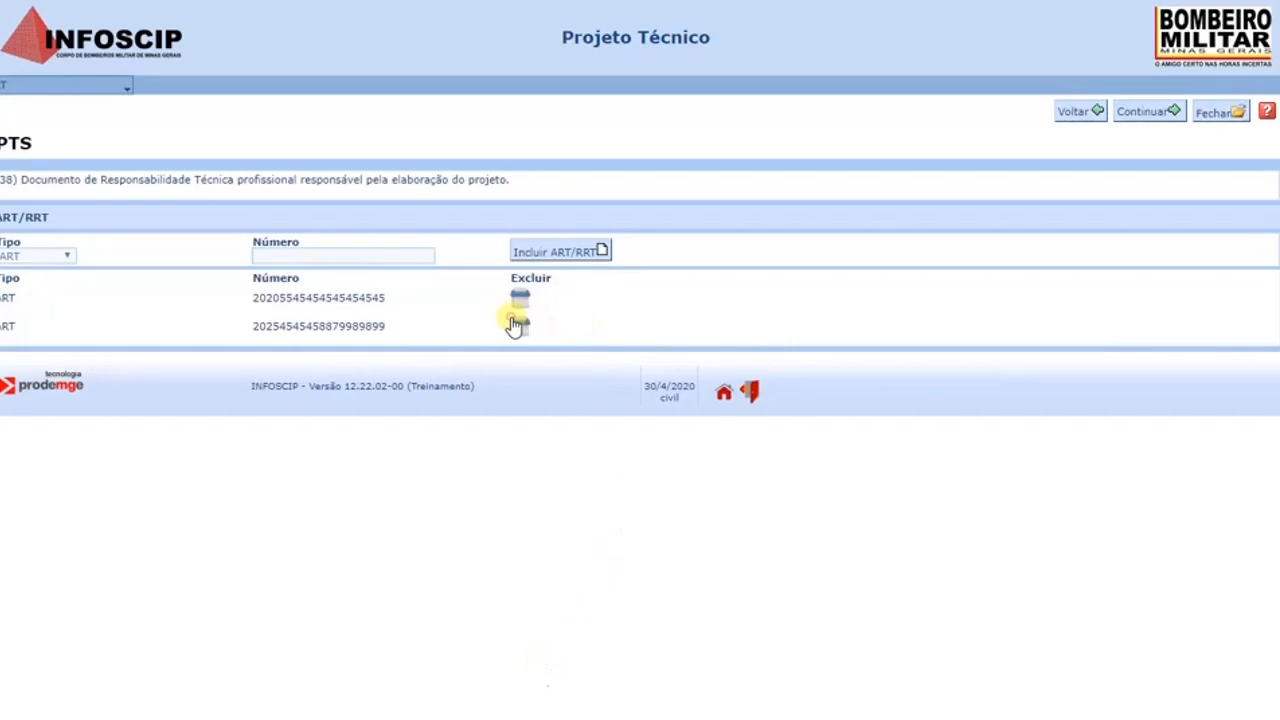 INFOSCIP
CORPO DE BOMBEIROS MILITAR DE MINAS GERAIS
Projeto Técnico
BOMBEIRO
MILITAR
MINAS GERAIS
O AMIGO CERTO NAS HORAS INCERTAS
RT
Voltar
Continuar
Fechar
?
PTS
38) Documento de Responsabilidade Técnica profissional responsável pela elaboração do projeto.
ART/RRT
Tipo
Número
ART
Incluir ART/RRT
Tipo
Número
Excluir
ART
20205545454545454545
ART
20254545458879989899
tecnologia
prodemge
INFOSCIP - Versão 12.22.02-00 (Treinamento)
30/4/2020
civil